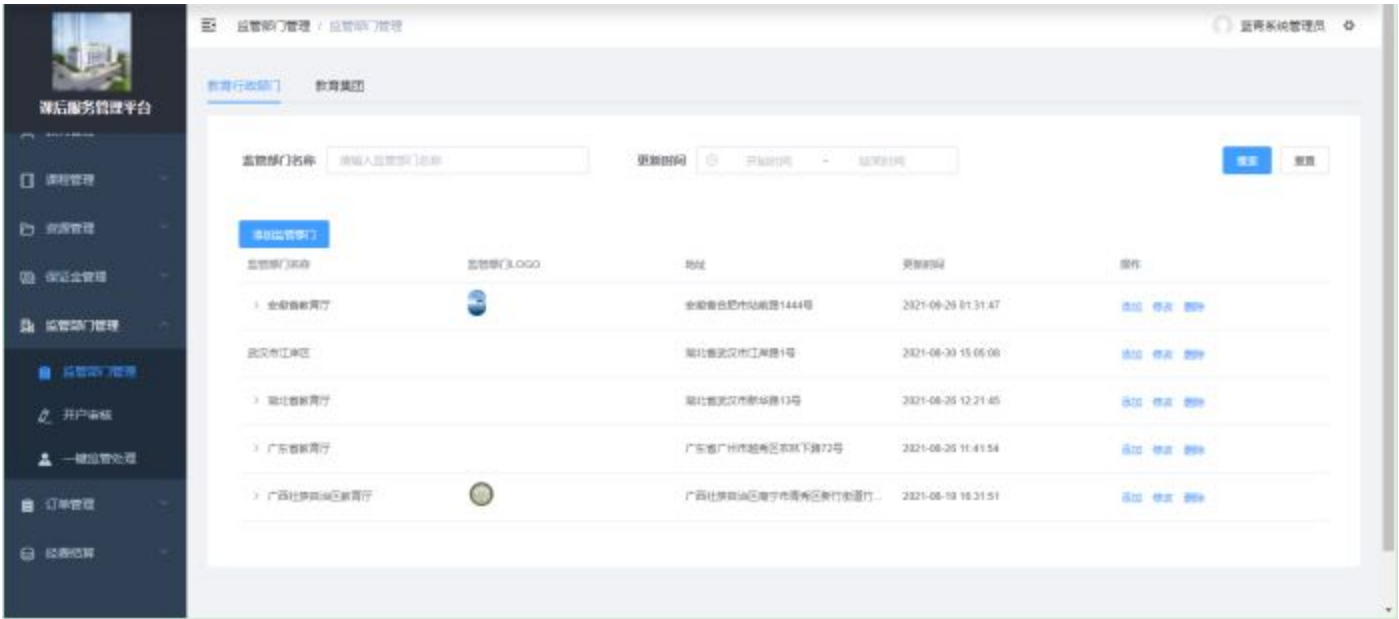 监管部门管理 / 监管部门管理
蓝青系统管理员
课后服务管理平台
教育行政部门 教育集团
监管部门名称 请输入监管部门名称 更新时间 开始时间 - 结束时间 搜索 重置
添加监管部门
课程管理
资源管理
保证金管理
监管部门管理
监管部门管理
开户审核
一键监管处理
订单管理
经费结算
监管部门名称 监管部门LOGO 地址 更新时间 操作
安徽省教育厅 安徽省合肥市站前路1444号 2021-09-26 01:31:47 添加 修改 删除
武汉市江岸区 湖北省武汉市江岸路1号 2021-08-30 15:05:08 添加 修改 删除
湖北省教育厅 湖北省武汉市新华路13号 2021-08-26 12:21:45 添加 修改 删除
广东省教育厅 广东省广州市越秀区农林下路72号 2021-08-26 11:41:54 添加 修改 删除
广西壮族自治区教育厅 广西壮族自治区南宁市青秀区新竹街道竹... 2021-08-19 16:31:51 添加 修改 删除